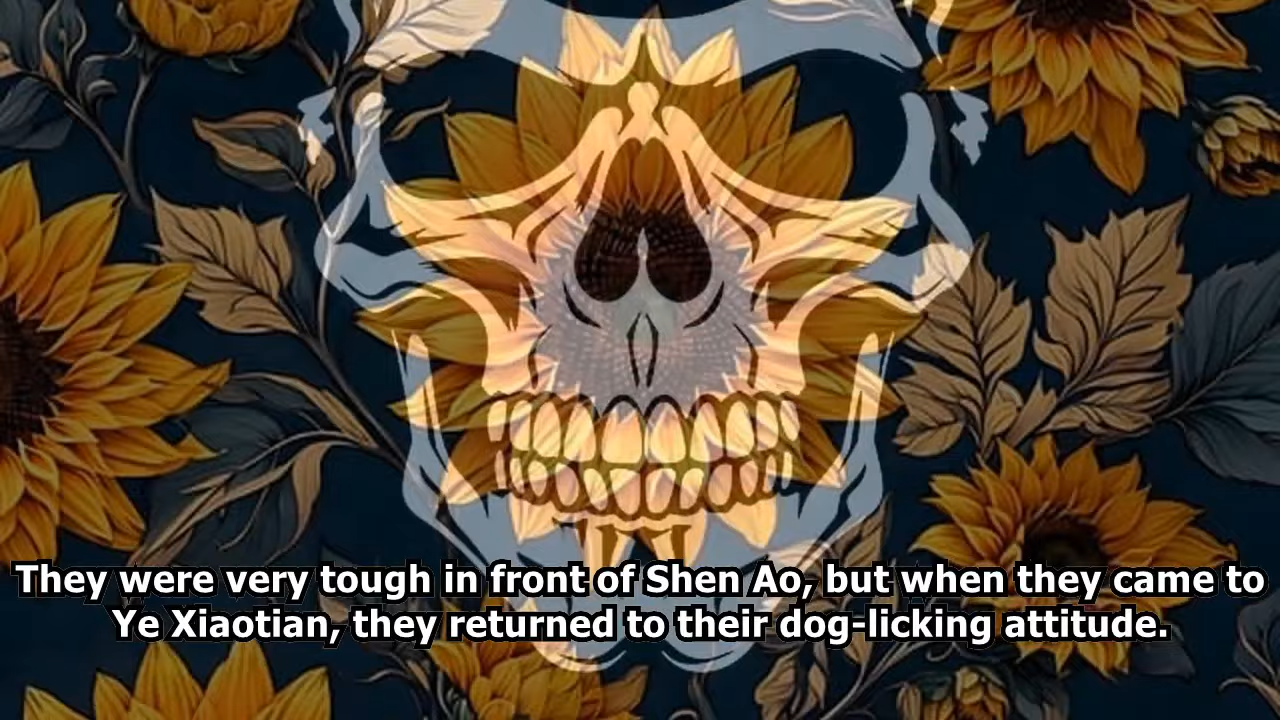 They were very tough in front of Shen Ao, but when they came to
Ye Xiaotian, they returned to their dog-licking attitude.